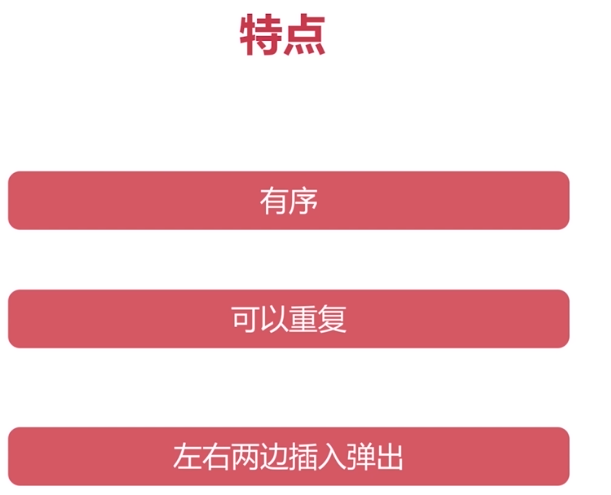 特点
有序
可以重复
左右两边插入弹出